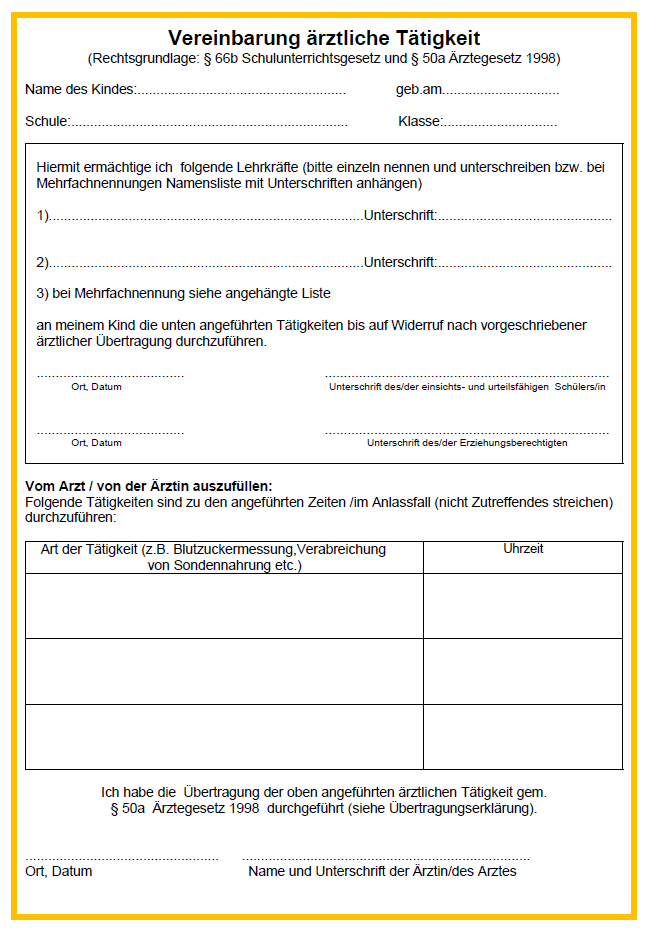 Vereinbarung ärztliche Tätigkeit
(Rechtsgrundlage: § 66b Schulunterrichtsgesetz und § 50a Ärztegesetz 1998)
Name des Kindes:....................................................... geb.am...............................
Schule:......................................................................... Klasse:..............................
Hiermit ermächtige ich folgende Lehrkräfte (bitte einzeln nennen und unterschreiben bzw. bei
Mehrfachnennungen Namensliste mit Unterschriften anhängen)
1)...................................................................................Unterschrift:..............................................
2)...................................................................................Unterschrift:..............................................
3) bei Mehrfachnennung siehe angehängte Liste
an meinem Kind die unten angeführten Tätigkeiten bis auf Widerruf nach vorgeschriebener
ärztlicher Übertragung durchzuführen.
....................................... ...........................................................................
Ort, Datum Unterschrift des/der einsichts- und urteilsfähigen Schülers/in
....................................... ...........................................................................
Ort, Datum Unterschrift des/der Erziehungsberechtigten
Vom Arzt / von der Ärztin auszufüllen:
Folgende Tätigkeiten sind zu den angeführten Zeiten /im Anlassfall (nicht Zutreffendes streichen)
durchzuführen:
Art der Tätigkeit (z.B. Blutzuckermessung,Verabreichung Uhrzeit
von Sondennahrung etc.)
Ich habe die Übertragung der oben angeführten ärztlichen Tätigkeit gem.
§ 50a Ärztegesetz 1998 durchgeführt (siehe Übertragungserklärung).
................................................... ............................................................................
Ort, Datum Name und Unterschrift der Ärztin/des Arztes